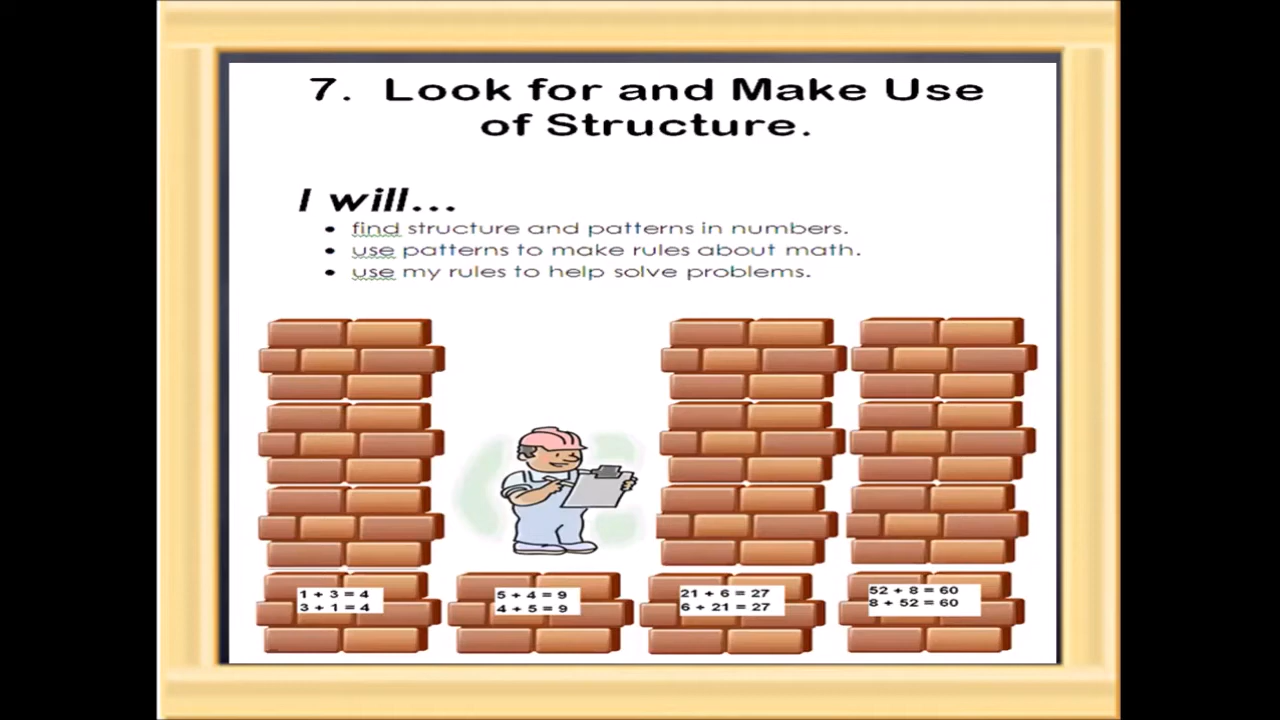 7. Look for and Make Use
of Structure.
I will...
• find structure and patterns in numbers.
• use patterns to make rules about math.
• use my rules to help solve problems.
1 + 3 = 4
3 + 1 = 4
5 + 4 = 9
4 + 5 = 9
21 + 6 = 27
6 + 21 = 27
52 + 8 = 60
8 + 52 = 60